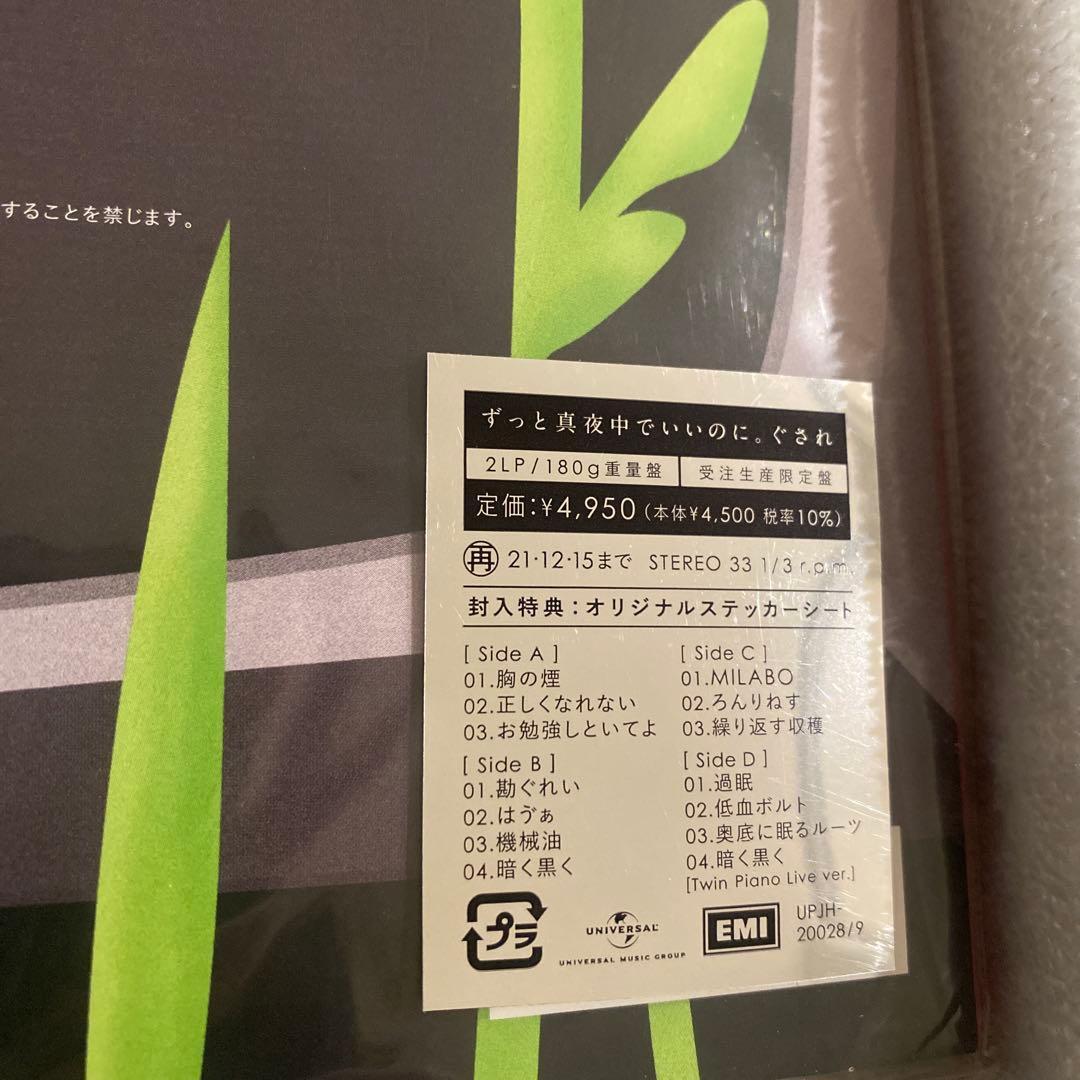 することを禁じます。
ずっと真夜中でいいのに。ぐされ
2LP/180g重量盤 受注生産限定盤
定価:¥4,950(本体¥4,500 税率10%)
再 21・12・15まで STEREO 33 1/3 r.p.m.
封入特典:オリジナルステッカーシート
[ Side A ]
01.胸の煙
02.正しくなれない
03.お勉強しといてよ
[ Side B ]
01.勘ぐれい
02.はゔぁ
03.機械油
04.暗く黒く
[ Side C ]
01.MILABO
02.ろんりねす
03.繰り返す収穫
[ Side D ]
01.過眠
02.低血ボルト
03.奥底に眠るルーツ
04.暗く黒く
[Twin Piano Live ver.]
プラ
UNIVERSAL
UNIVERSAL MUSIC GROUP
EMI
UPJH-
20028/9